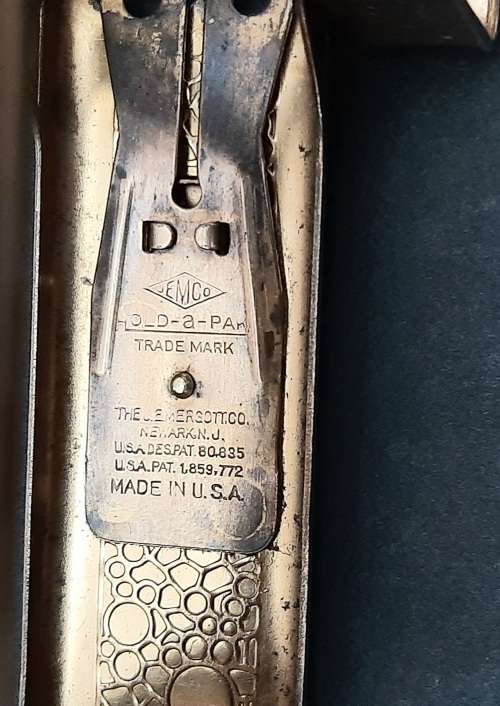 JEMCO
HOLD-a-PAK
TRADE MARK
THE J.E. MERGOTT.CO.
NEWARK.N.J.
U.S.A.DES.PAT. 80,835
U.S.A. PAT. 1,859,772
MADE IN U.S.A.